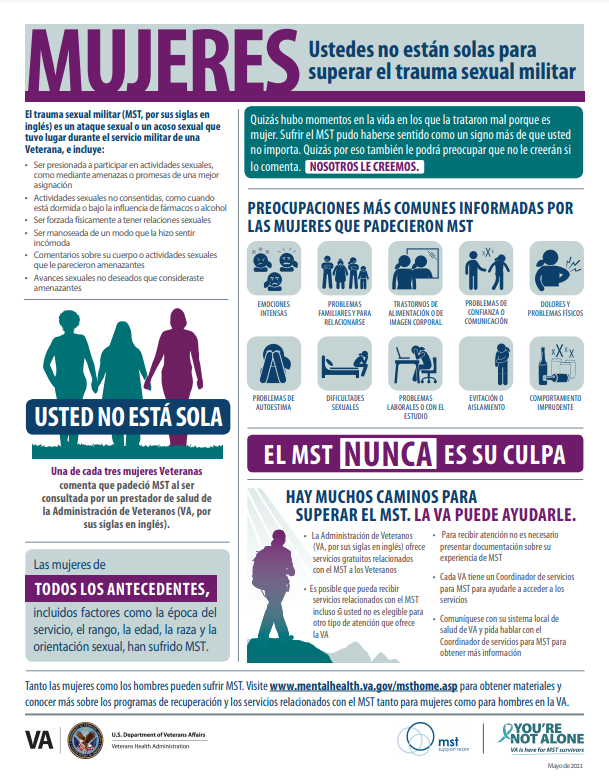 MUJERES
Ustedes no están solas para
superar el trauma sexual militar
El trauma sexual militar (MST, por sus siglas en
inglés) es un ataque sexual o un acoso sexual que
tuvo lugar durante el servicio militar de una
Veterana, e incluye:
• Ser presionada a participar en actividades sexuales,
como mediante amenazas o promesas de una mejor
asignación
• Actividades sexuales no consentidas, como cuando
está dormida o bajo la influencia de fármacos o alcohol
• Ser forzada físicamente a tener relaciones sexuales
• Ser manoseada de un modo que la hizo sentir
incómoda
• Comentarios sobre su cuerpo o actividades sexuales
que le parecieron amenazantes
• Avances sexuales no deseados que consideraste
amenazantes
USTED NO ESTÁ SOLA
Una de cada tres mujeres Veteranas
comenta que padeció MST al ser
consultada por un prestador de salud de
la Administración de Veteranos (VA, por
sus siglas en inglés).
Las mujeres de
TODOS LOS ANTECEDENTES,
incluidos factores como la época del
servicio, el rango, la edad, la raza y la
orientación sexual, han sufrido MST.
Quizás hubo momentos en la vida en los que la trataron mal porque es
mujer. Sufrir el MST pudo haberse sentido como un signo más de que usted
no importa. Quizás por eso también le podrá preocupar que no le creerán si
lo comenta. NOSOTROS LE CREEMOS.
PREOCUPACIONES MÁS COMUNES INFORMADAS POR
LAS MUJERES QUE PADECIERON MST
EMOCIONES
INTENSAS
PROBLEMAS
FAMILIARES Y PARA
RELACIONARSE
TRASTORNOS DE
ALIMENTACIÓN O DE
IMAGEN CORPORAL
PROBLEMAS DE
CONFIANZA O
COMUNICACIÓN
DOLORES Y
PROBLEMAS FÍSICOS
PROBLEMAS DE
AUTOESTIMA
DIFICULTADES
SEXUALES
PROBLEMAS
LABORALES O CON EL
ESTUDIO
EVITACIÓN O
AISLAMIENTO
COMPORTAMIENTO
IMPRUDENTE
EL MST NUNCA ES SU CULPA
HAY MUCHOS CAMINOS PARA
SUPERAR EL MST. LA VA PUEDE AYUDARLE.
• La Administración de Veteranos
(VA, por sus siglas en inglés) ofrece
servicios gratuitos relacionados
con el MST a los Veteranos
• Es posible que pueda recibir
servicios relacionados con el MST
incluso si usted no es elegible para
otro tipo de atención que ofrece
la VA
• Para recibir atención no es necesario
presentar documentación sobre su
experiencia de MST
• Cada VA tiene un Coordinador de servicios
para MST para ayudarle a acceder a los
servicios
• Comuníquese con su sistema local de
salud de VA y pida hablar con el
Coordinador de servicios para MST para
obtener más información
Tanto las mujeres como los hombres pueden sufrir MST. Visite www.mentalhealth.va.gov/msthome.asp para obtener materiales y
conocer más sobre los programas de recuperación y los servicios relacionados con el MST tanto para mujeres como para hombres en la VA.
VA
U.S. Department of Veterans Affairs
Veterans Health Administration
mst
support team
YOU'RE
NOT ALONE
VA is here for MST survivors
Mayo de 2021